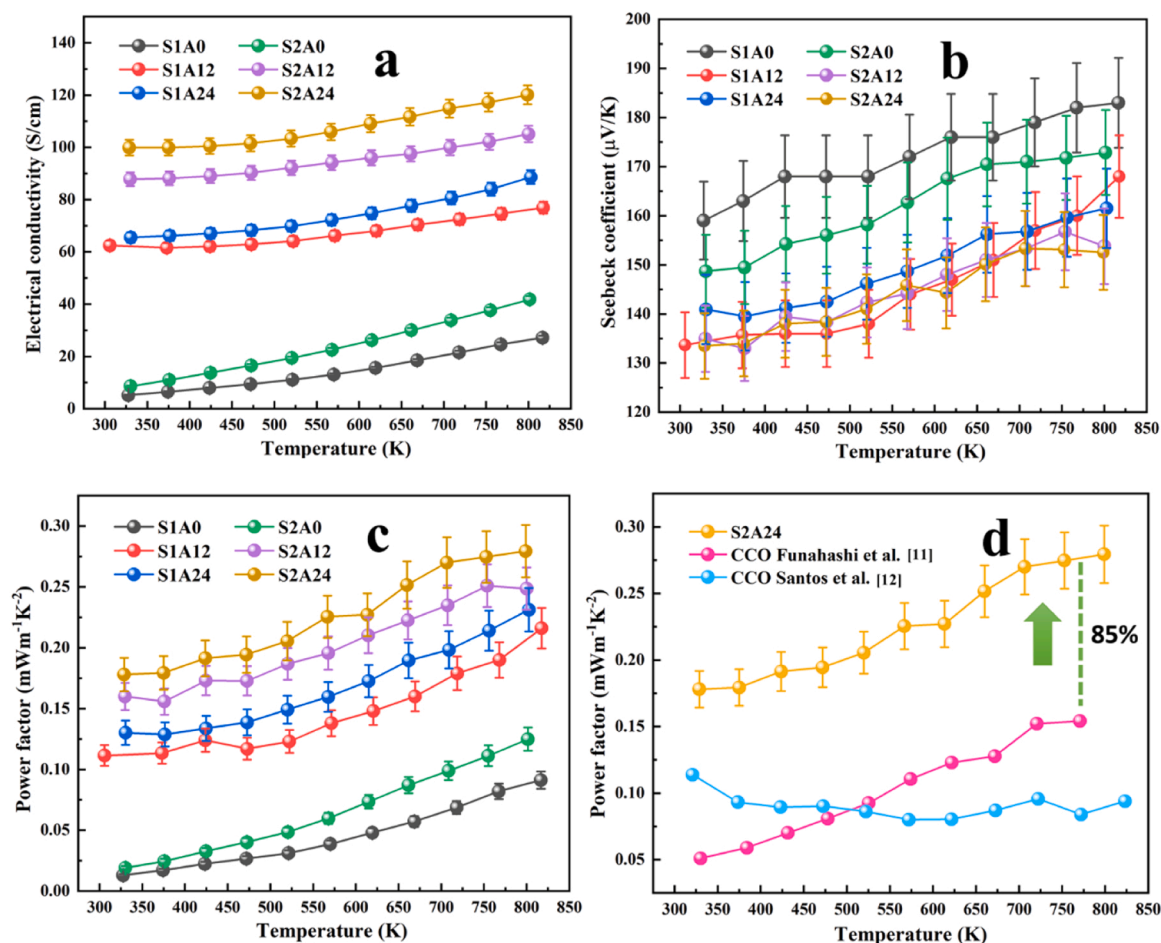 a
S1A0 S2A0
S1A12 S2A12
S1A24 S2A24
Electrical conductivity (S/cm)
140
120
100
80
60
40
20
0
300 350 400 450 500 550 600 650 700 750 800 850
Temperature (K)
b
S1A0 S2A0
S1A12 S2A12
S1A24 S2A24
Seebeck coefficient (μV/K)
200
190
180
170
160
150
140
130
120
300 350 400 450 500 550 600 650 700 750 800 850
Temperature (K)
c
S1A0 S2A0
S1A12 S2A12
S1A24 S2A24
Power factor (mWm⁻¹K⁻²)
0.30
0.25
0.20
0.15
0.10
0.05
0.00
300 350 400 450 500 550 600 650 700 750 800 850
Temperature (K)
d
S2A24
CCO Funahashi et al. [11]
CCO Santos et al. [12]
85%
Power factor (mWm⁻¹K⁻²)
0.30
0.25
0.20
0.15
0.10
0.05
300 350 400 450 500 550 600 650 700 750 800 850
Temperature (K)